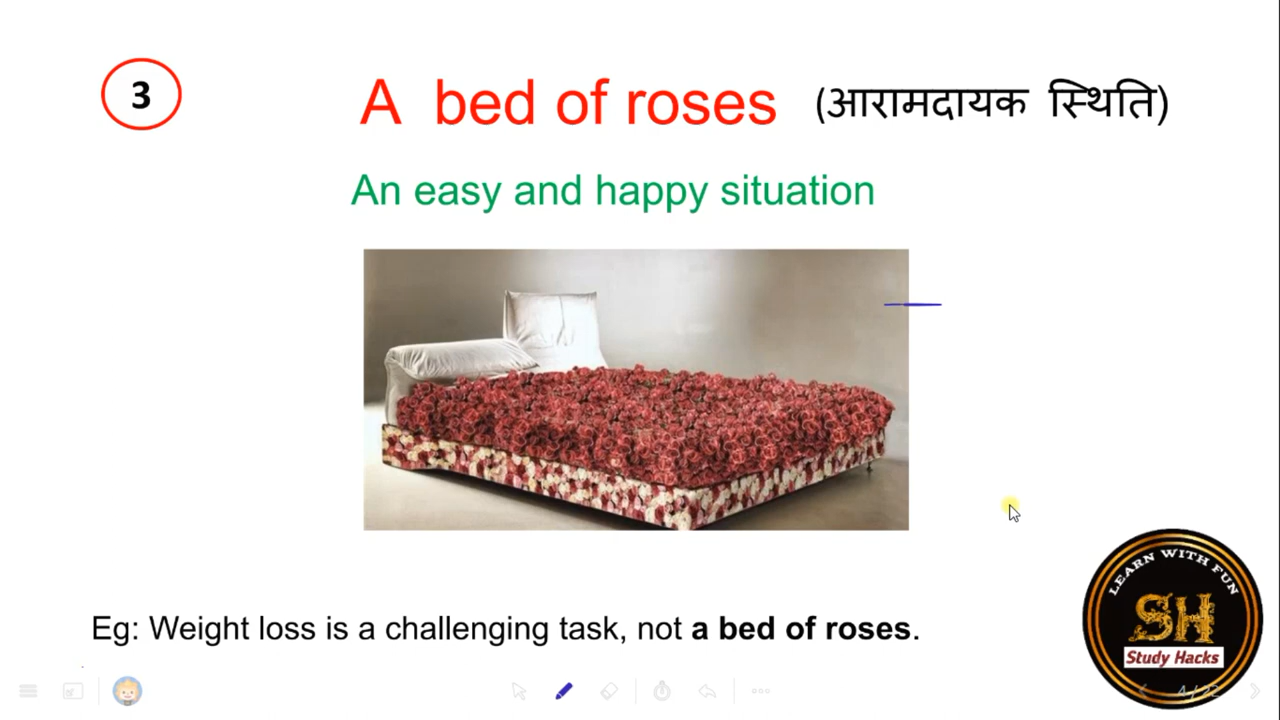 3
A bed of roses (आरामदायक स्थिति)
An easy and happy situation
Eg: Weight loss is a challenging task, not a bed of roses.
LEARN WITH FUN
SH
Study Hacks